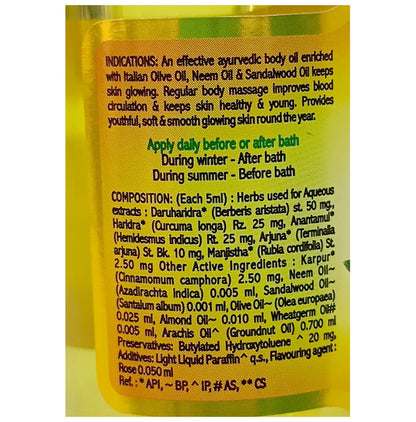 INDICATIONS: An effective ayurvedic body oil enriched
with Italian Olive Oil, Neem Oil & Sandalwood Oil keeps
skin glowing. Regular body massage improves blood
circulation & keeps skin healthy & young. Provides
youthful, soft & smooth glowing skin round the year.
Apply daily before or after bath
During winter - After bath
During summer - Before bath
COMPOSITION: (Each 5ml) : Herbs used for Aqueous
extracts : Daruharidra* (Berberis aristata) st. 50 mg,
Haridra* (Curcuma longa) Rz. 25 mg, Anantamul*
(Hemidesmus indicus) Rt. 25 mg, Arjuna* (Terminalia
arjuna) St. Bk. 10 mg, Manjistha* (Rubia cordifolia) St.
2.50 mg Other Active Ingredients : Karpur*
(Cinnamomum camphora) 2.50 mg, Neem Oil~
(Azadirachta indica) 0.005 ml, Sandalwood Oil~
(Santalum album) 0.001 ml, Olive Oil~ (Olea europaea)
0.025 ml, Almond Oil~ 0.010 ml, Wheatgerm Oil##
0.005 ml, Arachis Oil^ (Groundnut Oil) 0.700 ml
Preservatives: Butylated Hydroxytoluene ^ 20 mg,
Additives: Light Liquid Paraffin^ q.s., Flavouring agent :
Rose 0.050 ml
Ref. : * API, ~ BP, ^ IP, # AS, ** CS